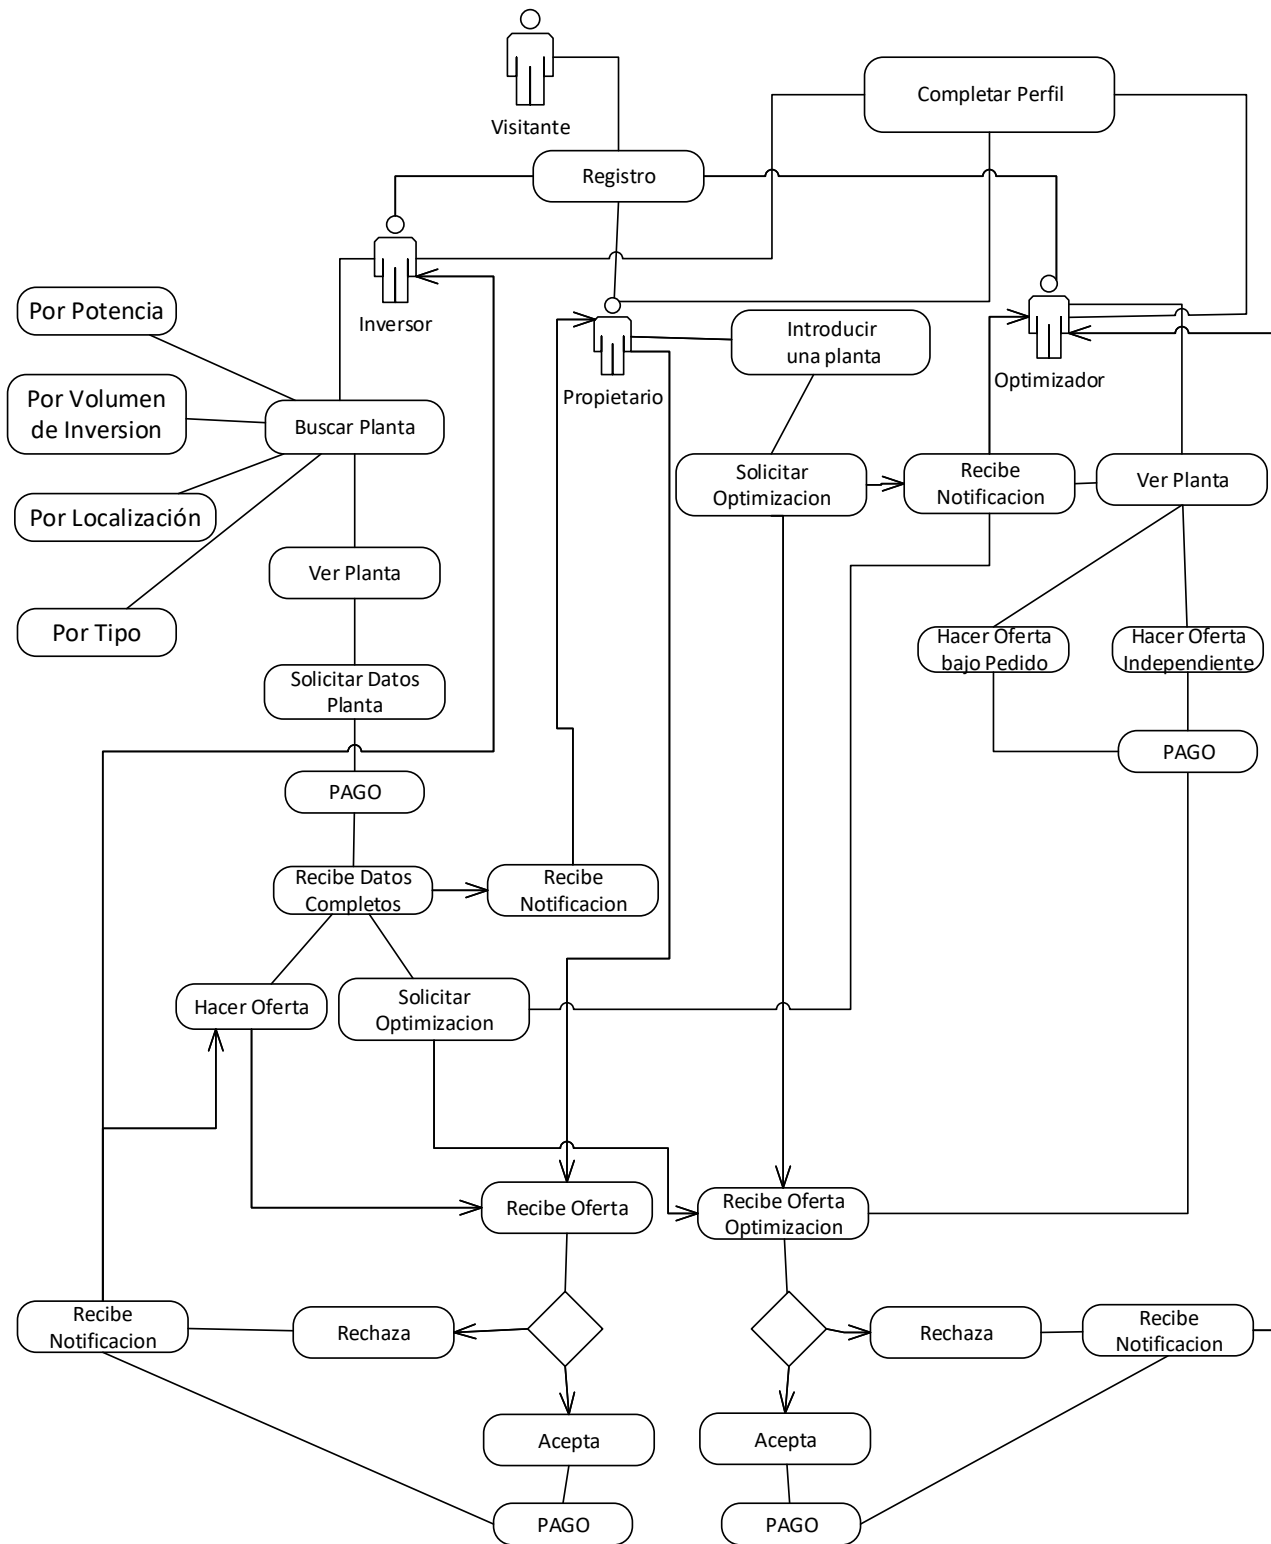 Visitante
Completar Perfil
Registro
Inversor
Por Potencia
Propietario
Introducir
una planta
Optimizador
Por Volumen
de Inversion
Buscar Planta
Solicitar
Optimizacion
Recibe
Notificacion
Ver Planta
Por Localización
Ver Planta
Por Tipo
Hacer Oferta
bajo Pedido
Hacer Oferta
Independiente
Solicitar Datos
Planta
PAGO
PAGO
Recibe Datos
Completos
Recibe
Notificacion
Hacer Oferta
Solicitar
Optimizacion
Recibe Oferta
Recibe Oferta
Optimizacion
Recibe
Notificacion
Rechaza
Rechaza
Recibe
Notificacion
Acepta
Acepta
PAGO
PAGO